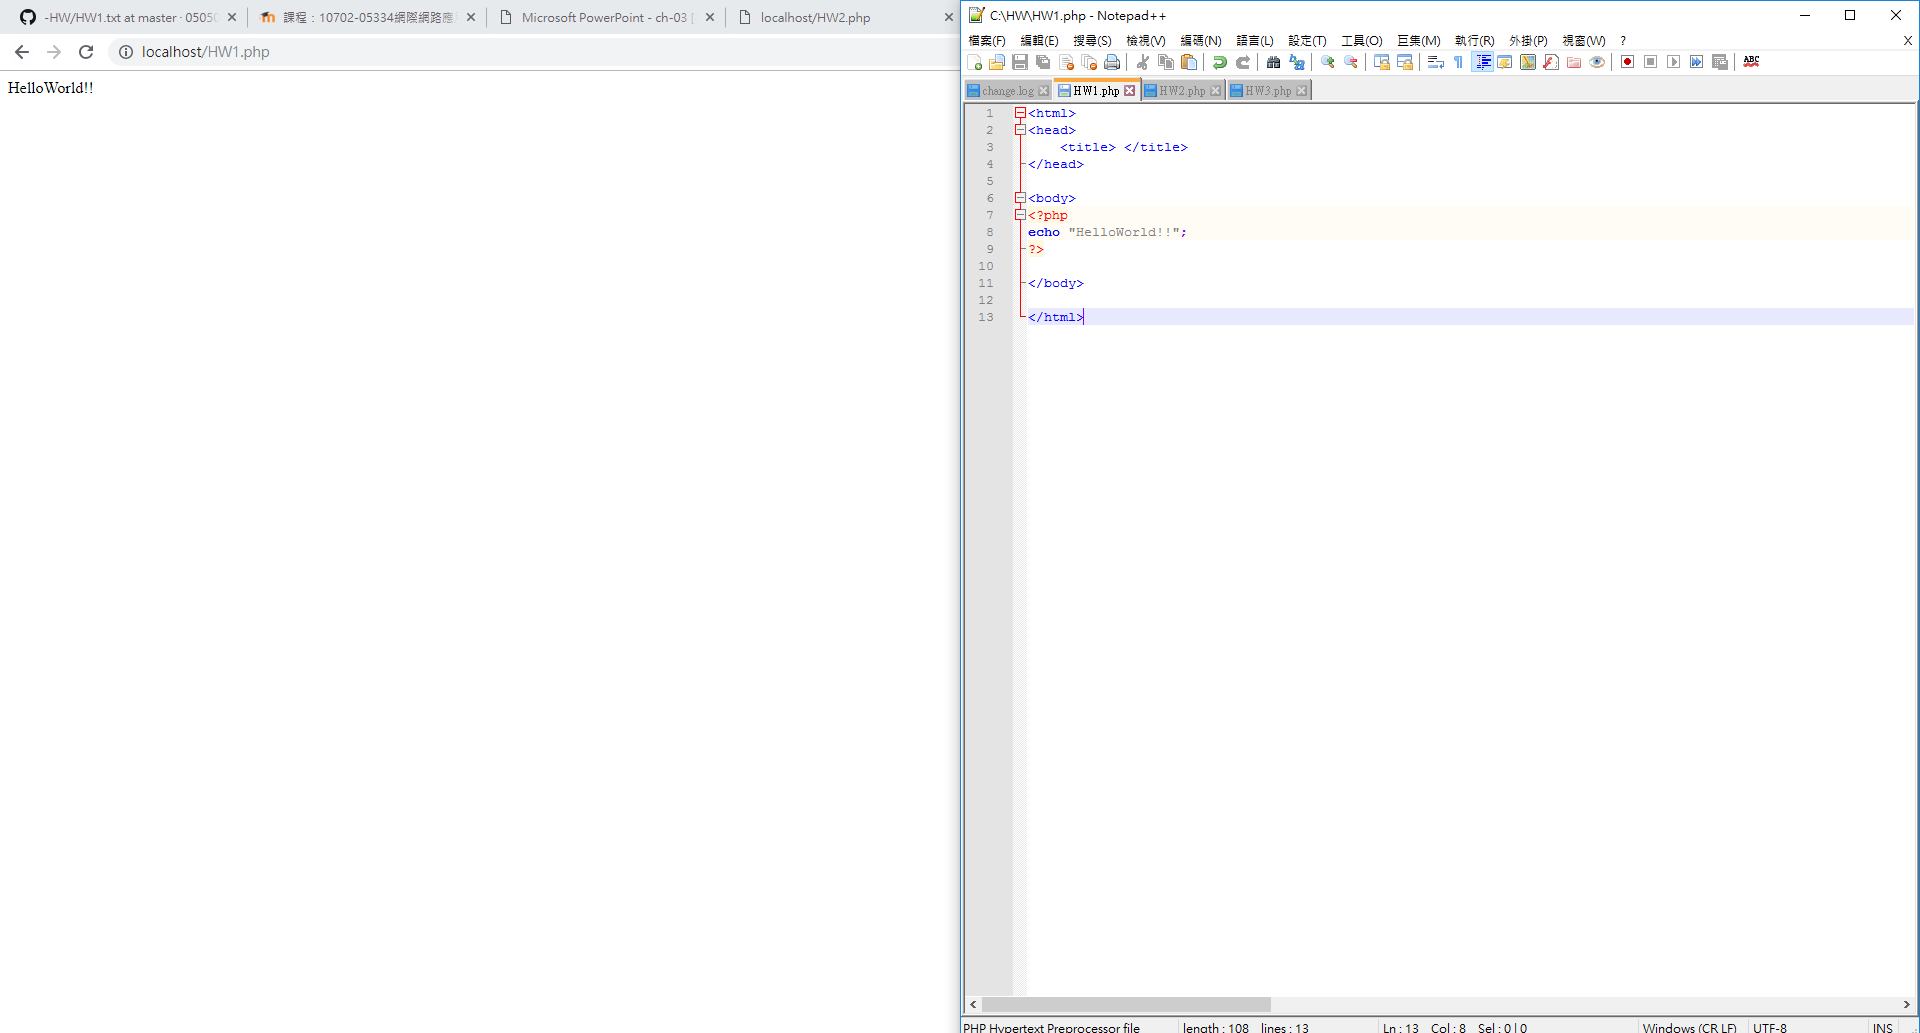 -HW/HW1.txt at master · 0505
課程：10702-05334網際網路應
Microsoft PowerPoint - ch-03 [
localhost/HW2.php
localhost/HW1.php
HelloWorld!!
C:\HW\HW1.php - Notepad++
檔案(F) 編輯(E) 搜尋(S) 檢視(V) 編碼(N) 語言(L) 設定(T) 工具(O) 巨集(M) 執行(R) 外掛(P) 視窗(W) ? X
ABC
change.log HW1.php HW2.php HW3.php
1 <html>
2 <head>
3 <title> </title>
4 </head>
5
6 <body>
7 <?php
8 echo "HelloWorld!!";
9 ?>
10
11 </body>
12
13 </html>
PHP Hypertext Preprocessor file length : 108 lines : 13 Ln : 13 Col : 8 Sel : 0 | 0 Windows (CR LF) UTF-8 INS